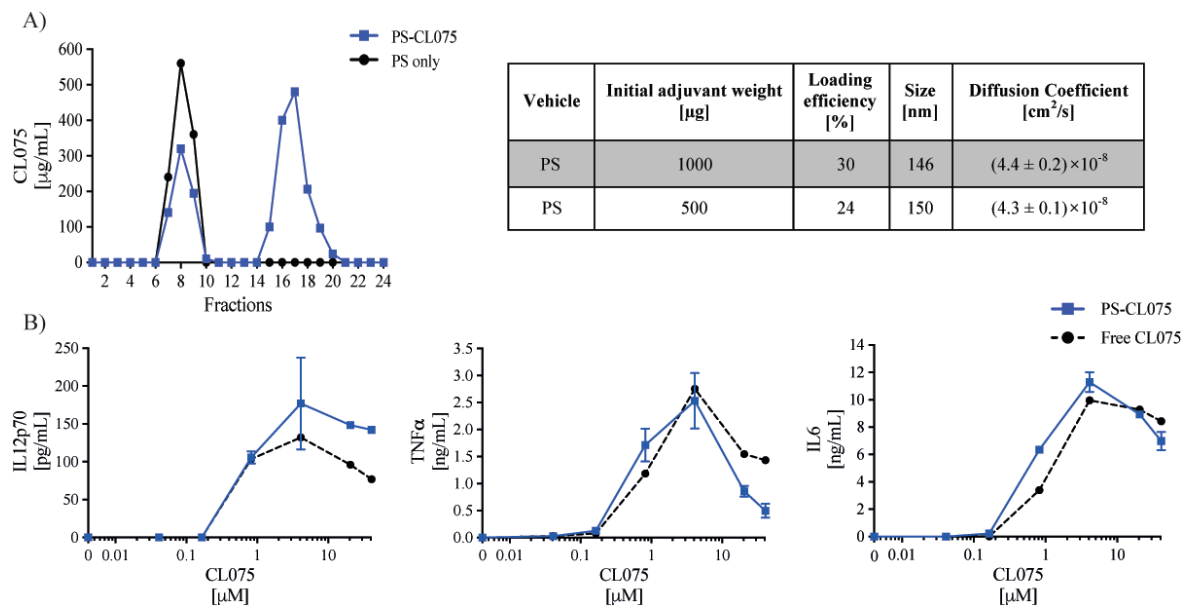 A)
PS-CL075
PS only
CL075
[µg/mL]
600
500
400
300
200
100
0
2 4 6 8 10 12 14 16 18 20 22 24
Fractions
Vehicle Initial adjuvant weight [µg] Loading efficiency [%] Size [nm] Diffusion Coefficient [cm²/s]
PS 1000 30 146 (4.4 ± 0.2)×10⁻⁸
PS 500 24 150 (4.3 ± 0.1)×10⁻⁸
B)
PS-CL075
Free CL075
IL12p70
[pg/mL]
250
200
150
100
50
0
0 0.01 0.1 1 10
CL075
[µM]
TNFα
[ng/mL]
3.5
3.0
2.5
2.0
1.5
1.0
0.5
0.0
0 0.01 0.1 1 10
CL075
[µM]
IL6
[ng/mL]
14
12
10
8
6
4
2
0
0 0.01 0.1 1 10
CL075
[µM]